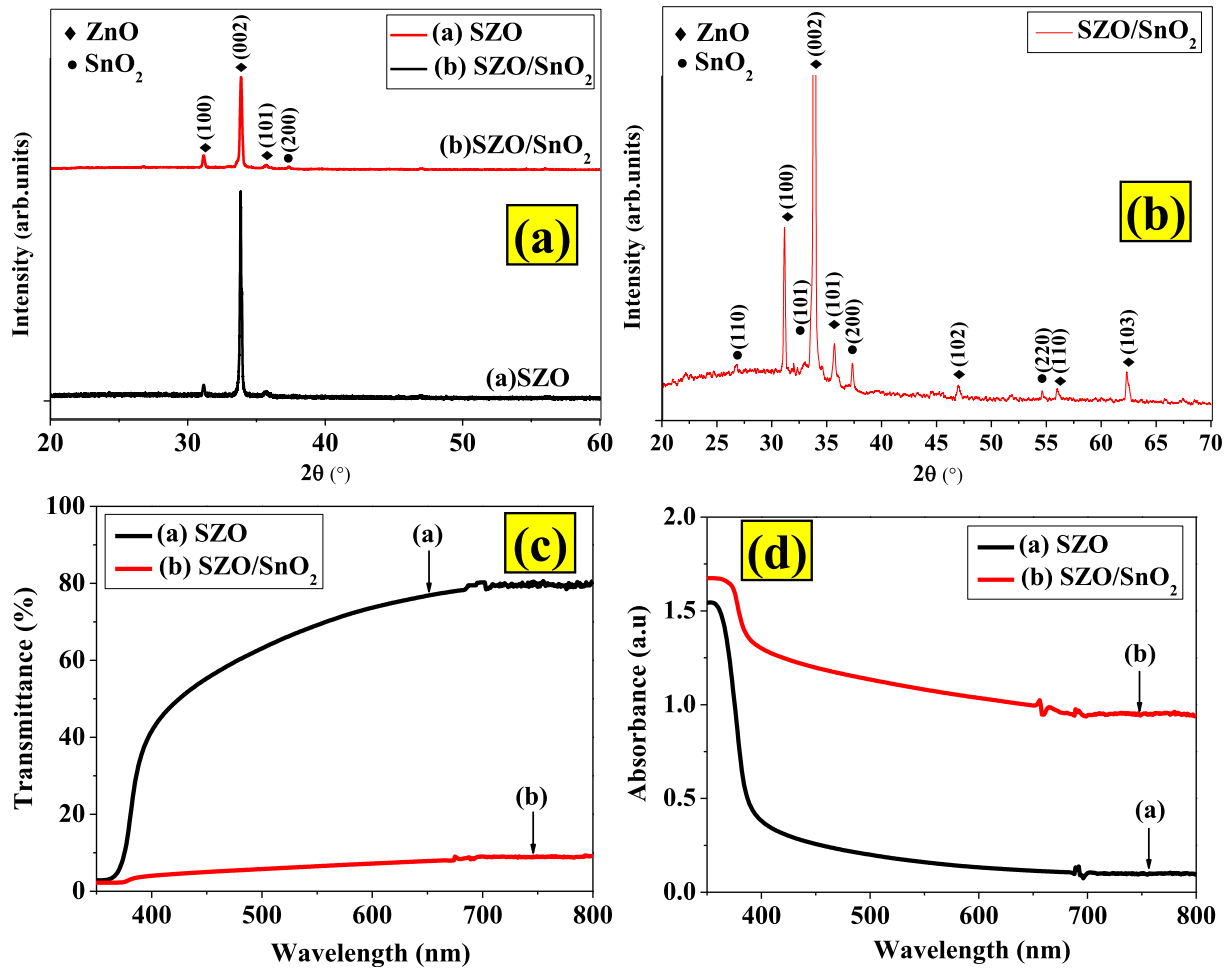 ◆ ZnO
● SnO₂
(a) SZO
(b) SZO/SnO₂
◆(002)
◆(100)
◆(101)
●(200)
(b)SZO/SnO₂
(a)
(a)SZO
Intensity (arb.units)
20 30 40 50 60
2θ (°)
◆ ZnO
● SnO₂
SZO/SnO₂
◆(002)
◆(100)
(b)
●(110)
●(101)
◆(101)
●(200)
◆(102)
●(220)
◆(110)
◆(103)
Intensity (arb.units)
20 25 30 35 40 45 50 55 60 65 70
2θ (°)
(a) SZO
(b) SZO/SnO₂
(a)
(c)
(b)
Transmittance (%)
100
80
60
40
20
0
400 500 600 700 800
Wavelength (nm)
(d)
(a) SZO
(b) SZO/SnO₂
(b)
(a)
Absorbance (a.u)
2.0
1.5
1.0
0.5
0.0
400 500 600 700 800
Wavelength (nm)